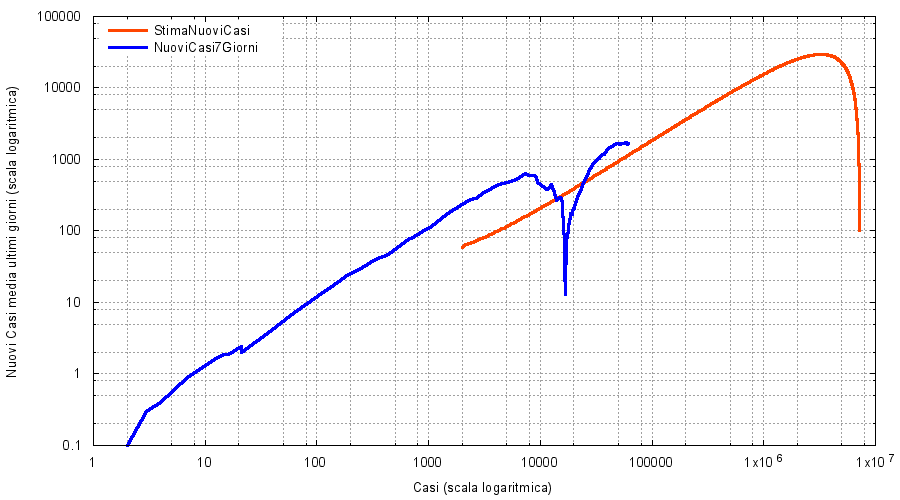 100000
10000
1000
100
10
1
0.1
Nuovi Casi media ultimi giorni (scala logaritmica)
StimaNuoviCasi
NuoviCasi7Giorni
1 10 100 1000 10000 100000 1x10^6 1x10^7
Casi (scala logaritmica)